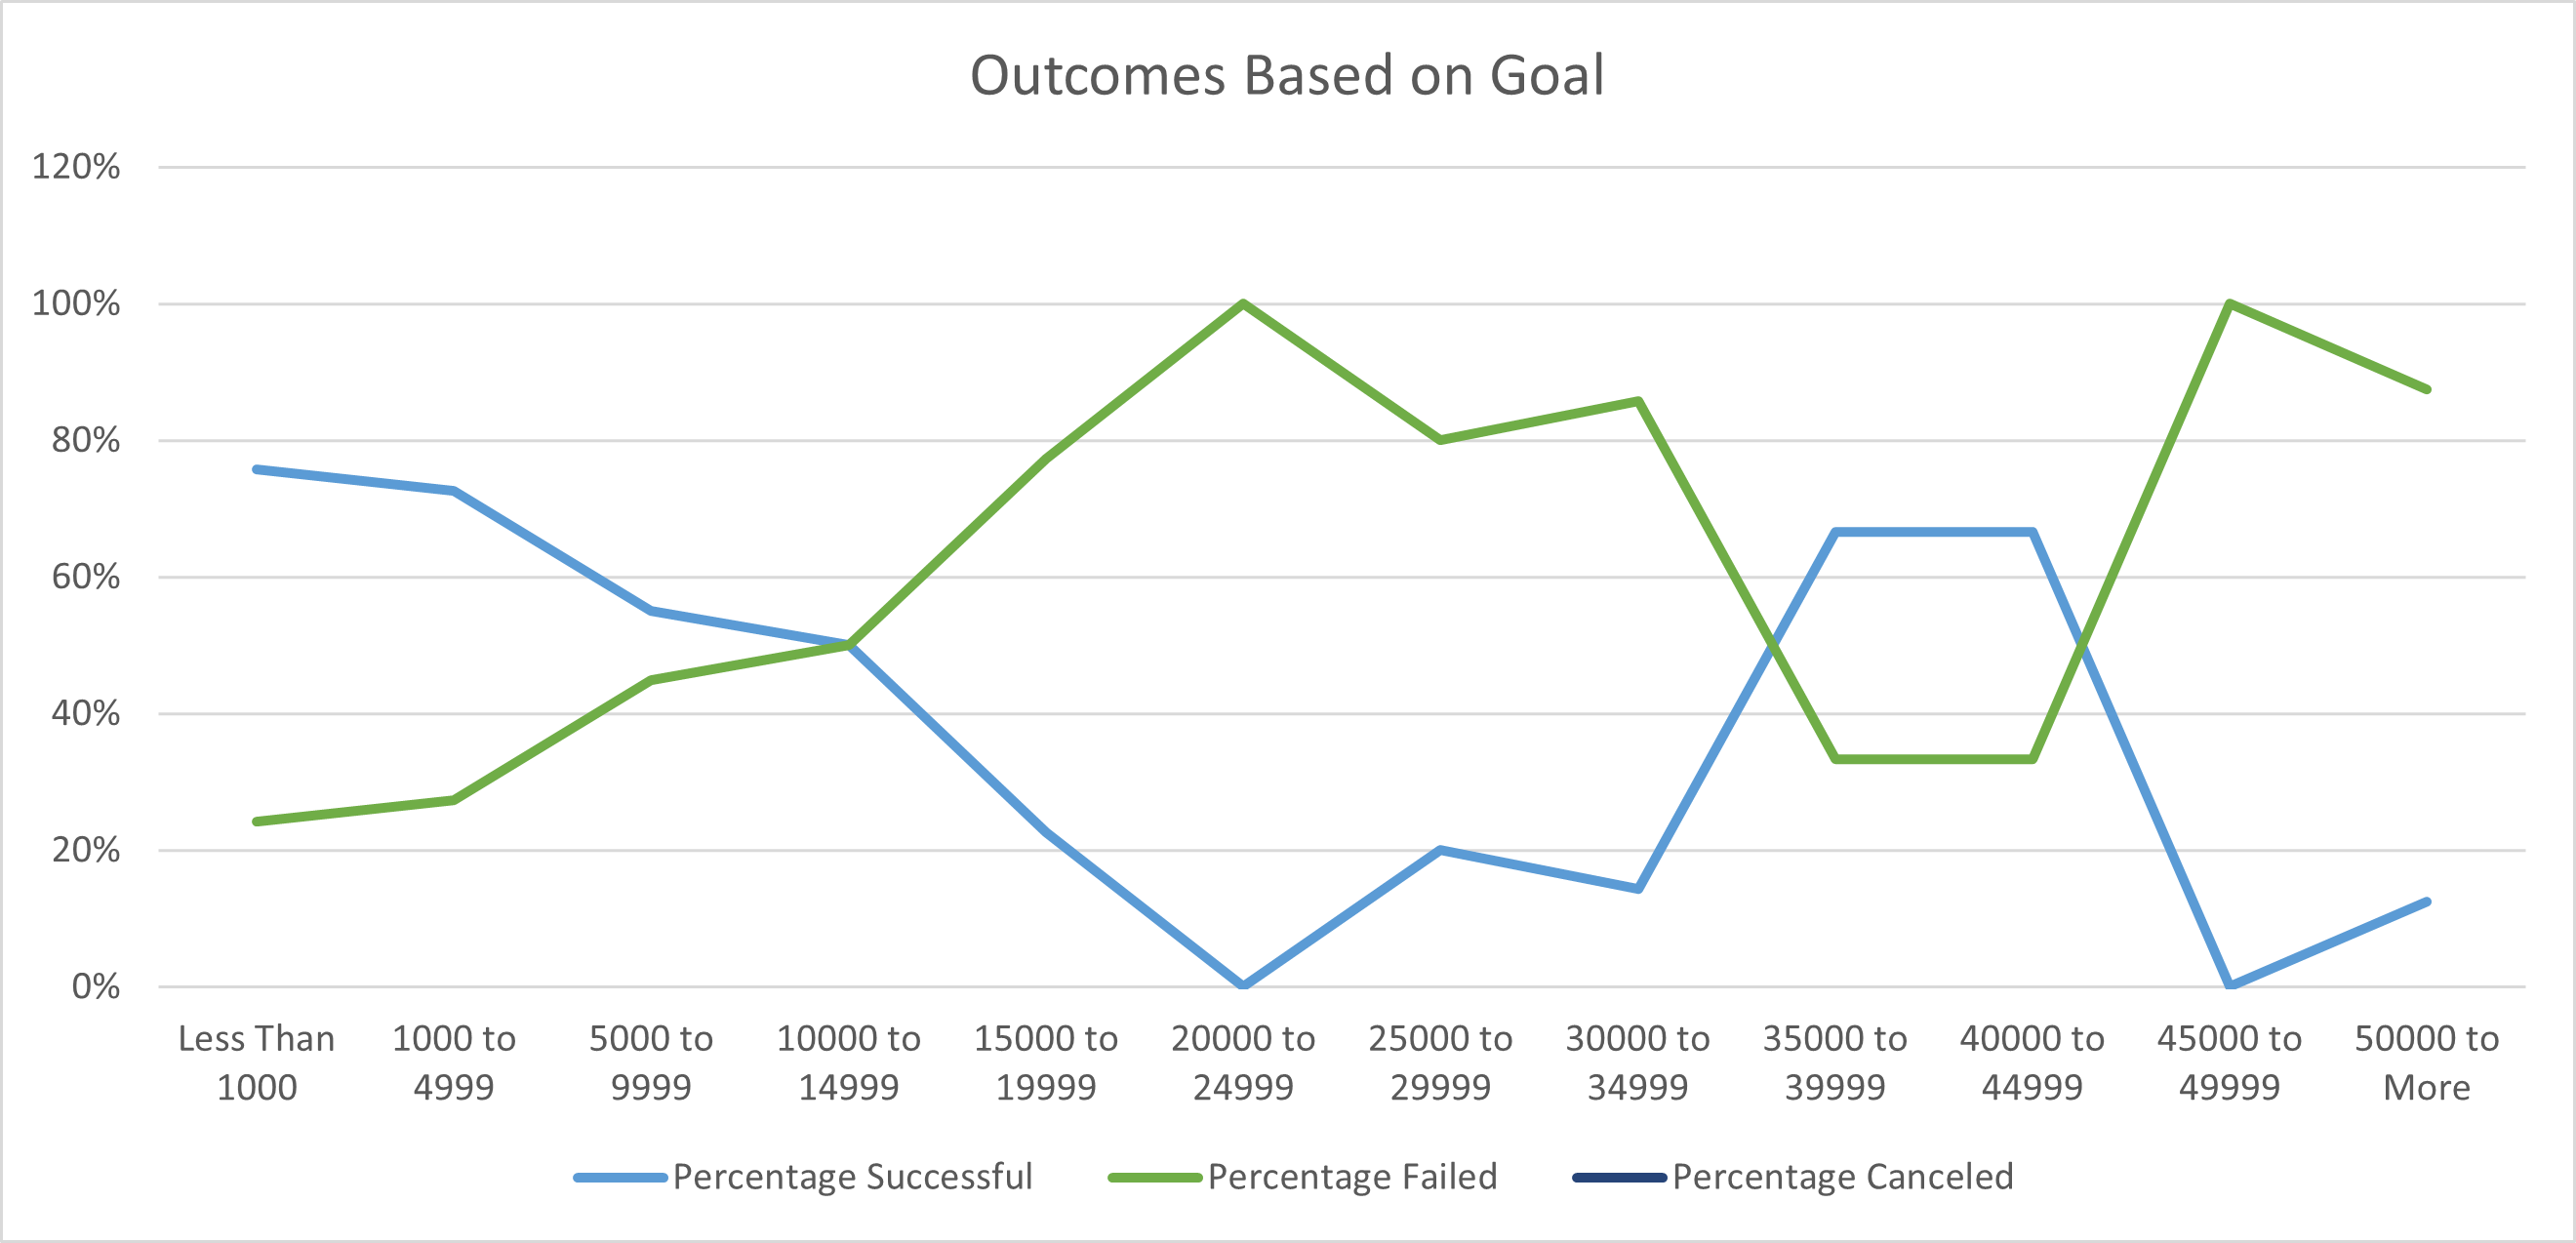 Outcomes Based on Goal
120%
100%
80%
60%
40%
20%
0%
Less Than 1000
1000 to 4999
5000 to 9999
10000 to 14999
15000 to 19999
20000 to 24999
25000 to 29999
30000 to 34999
35000 to 39999
40000 to 44999
45000 to 49999
50000 to More
Percentage Successful
Percentage Failed
Percentage Canceled